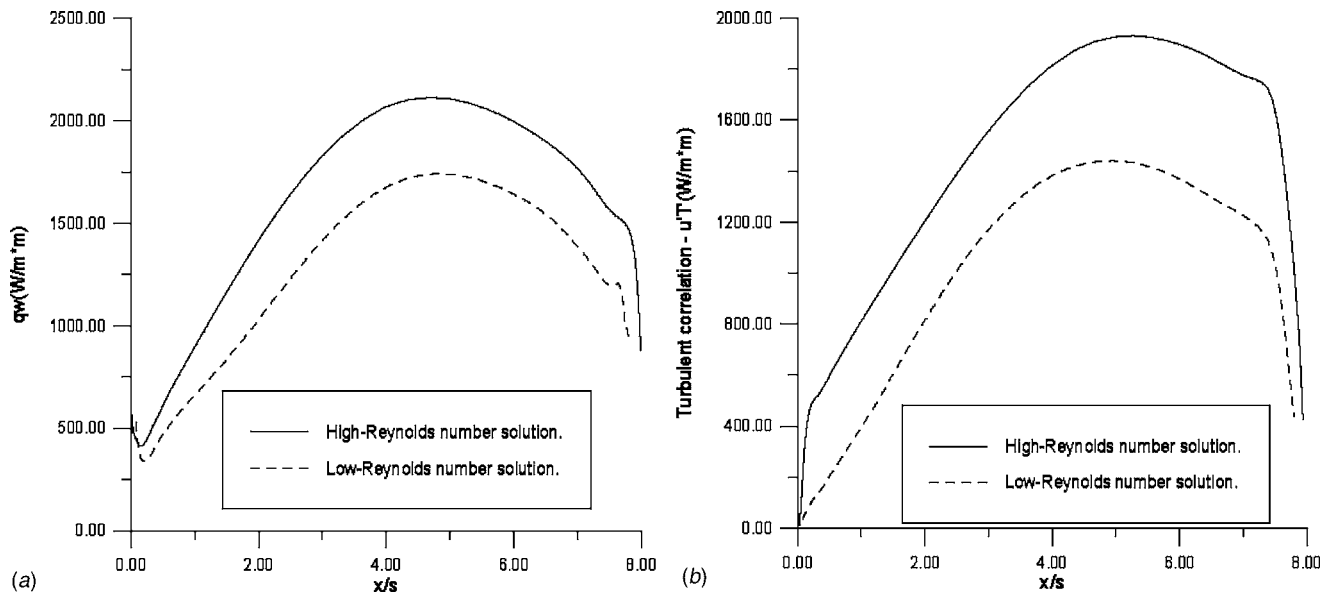 2500.00
2000.00
1500.00
1000.00
500.00
0.00
qw(W/m*m)
High-Reynolds number solution.
Low-Reynolds number solution.
0.00 2.00 4.00 6.00 8.00
x/s
(a)
2000.00
1600.00
1200.00
800.00
400.00
0.00
Turbulent correlation - u'T'(W/m*m)
High-Reynolds number solution.
Low-Reynolds number solution.
0.00 2.00 4.00 6.00 8.00
x/s
(b)